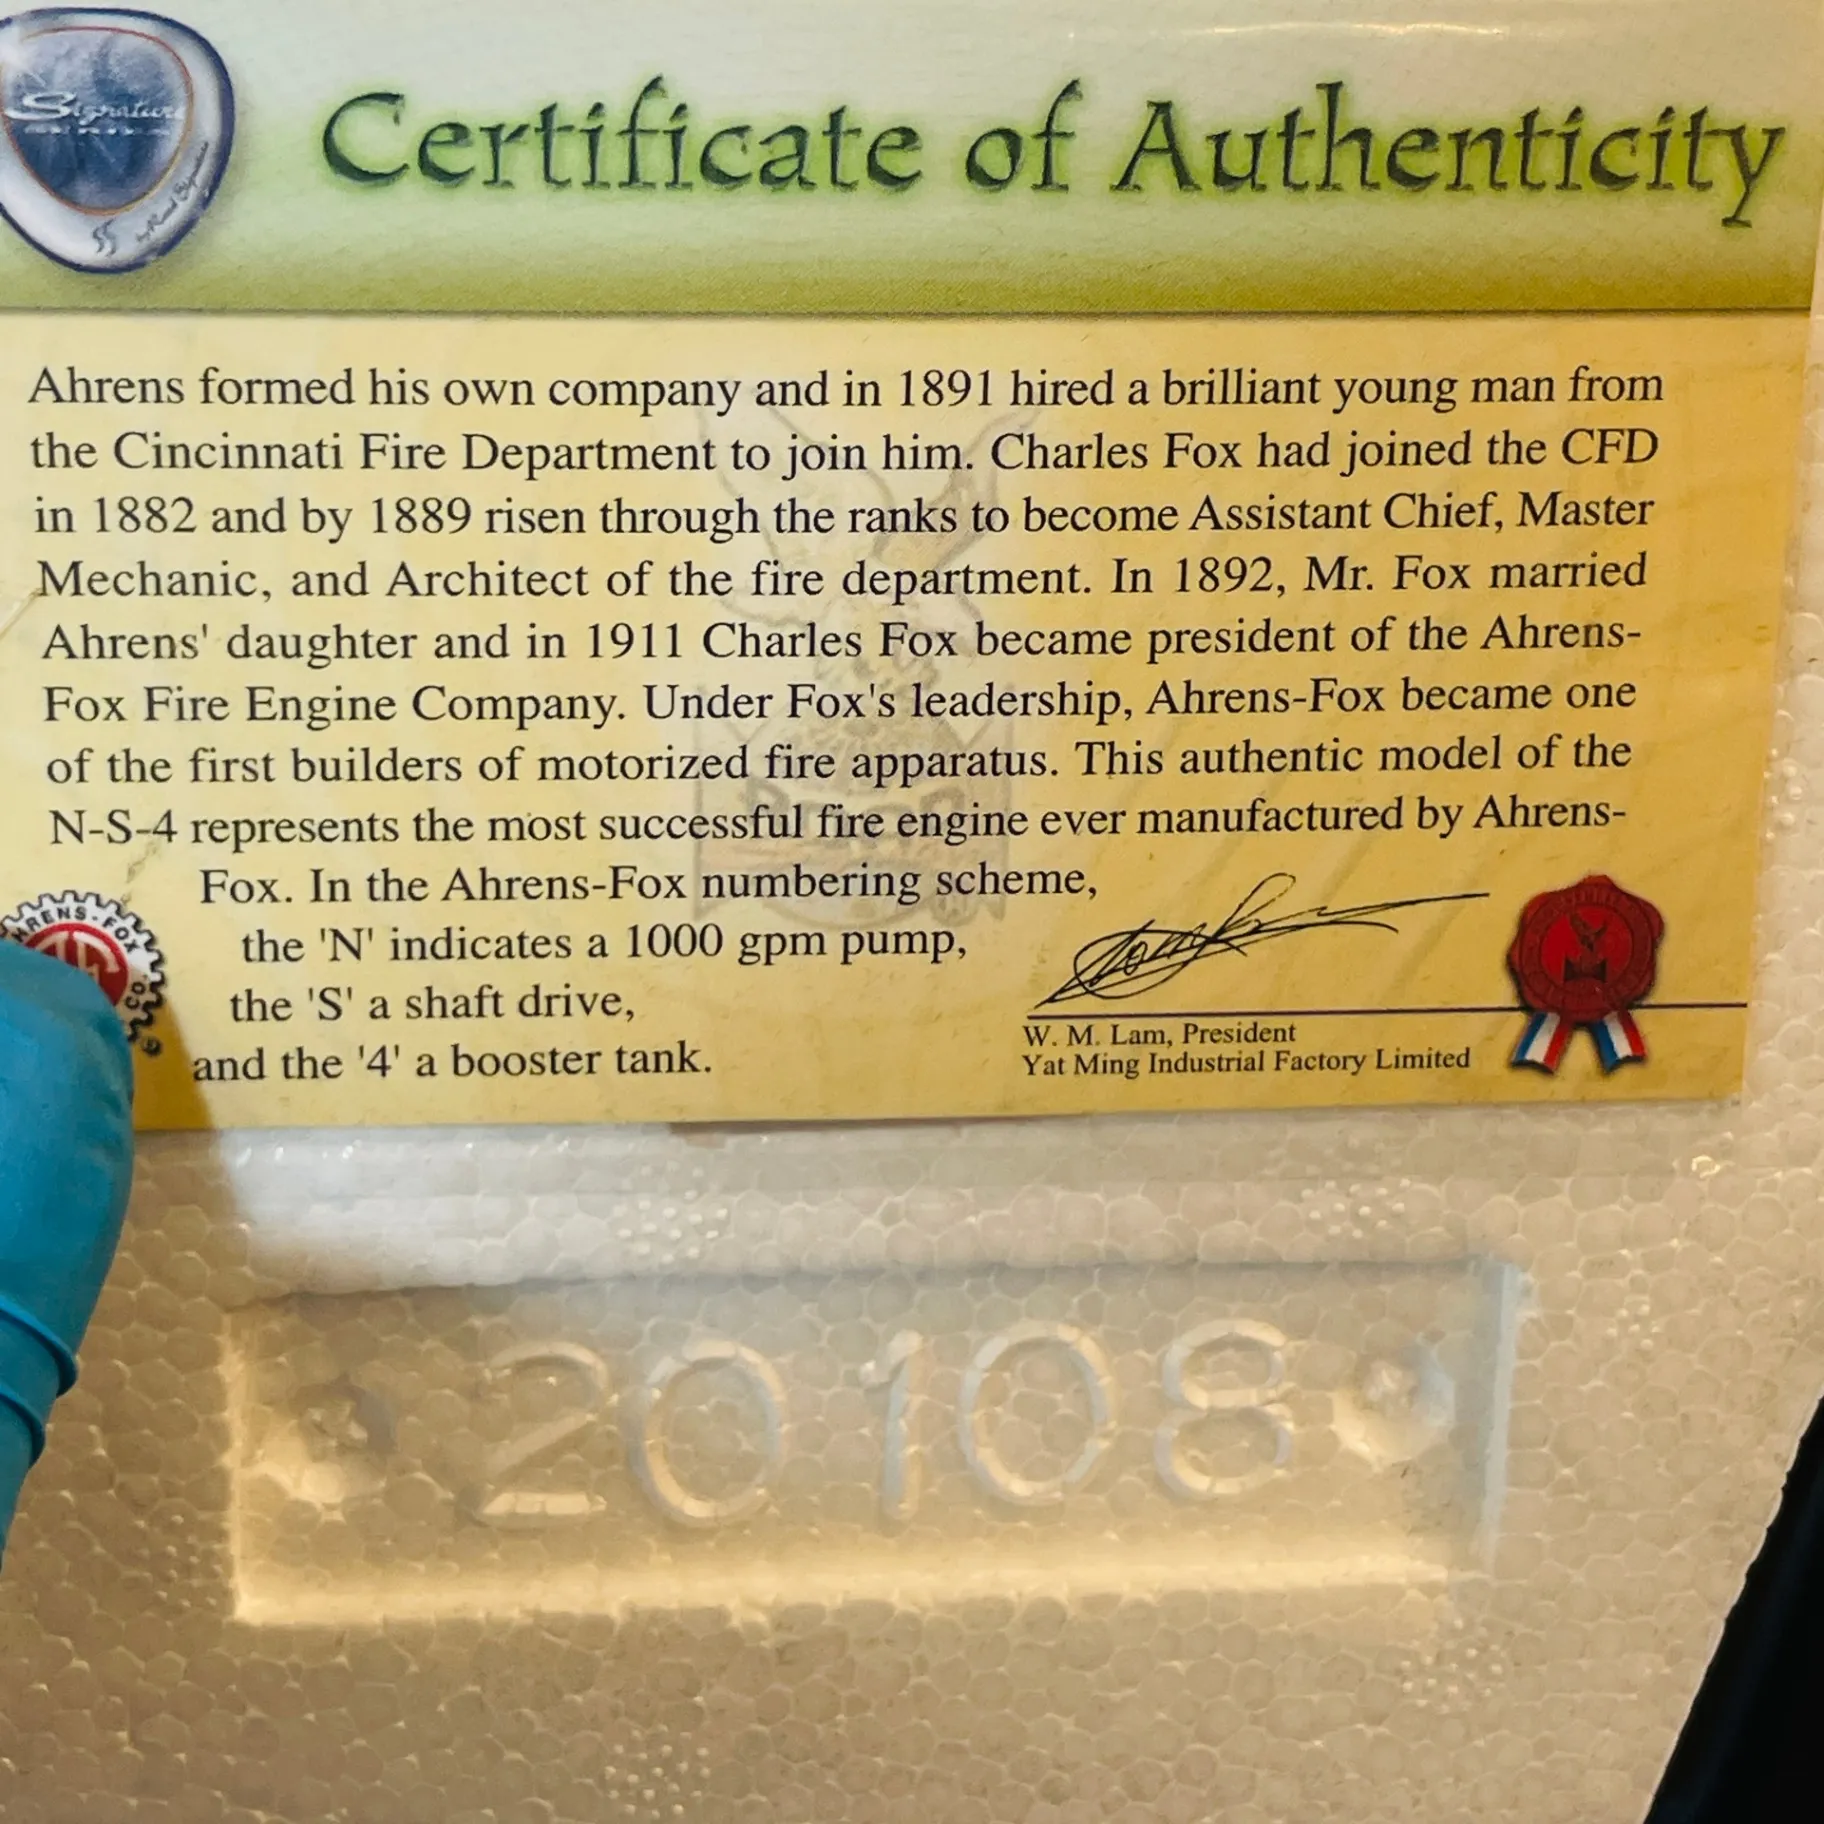 Signature
SERIES
Certificate of Authenticity
Ahrens formed his own company and in 1891 hired a brilliant young man from
the Cincinnati Fire Department to join him. Charles Fox had joined the CFD
in 1882 and by 1889 risen through the ranks to become Assistant Chief, Master
Mechanic, and Architect of the fire department. In 1892, Mr. Fox married
Ahrens' daughter and in 1911 Charles Fox became president of the Ahrens-
Fox Fire Engine Company. Under Fox's leadership, Ahrens-Fox became one
of the first builders of motorized fire apparatus. This authentic model of the
N-S-4 represents the most successful fire engine ever manufactured by Ahrens-
Fox. In the Ahrens-Fox numbering scheme,
the 'N' indicates a 1000 gpm pump,
the 'S' a shaft drive,
and the '4' a booster tank.
HRENS-FOX
CO.
W. M. Lam, President
Yat Ming Industrial Factory Limited
20108